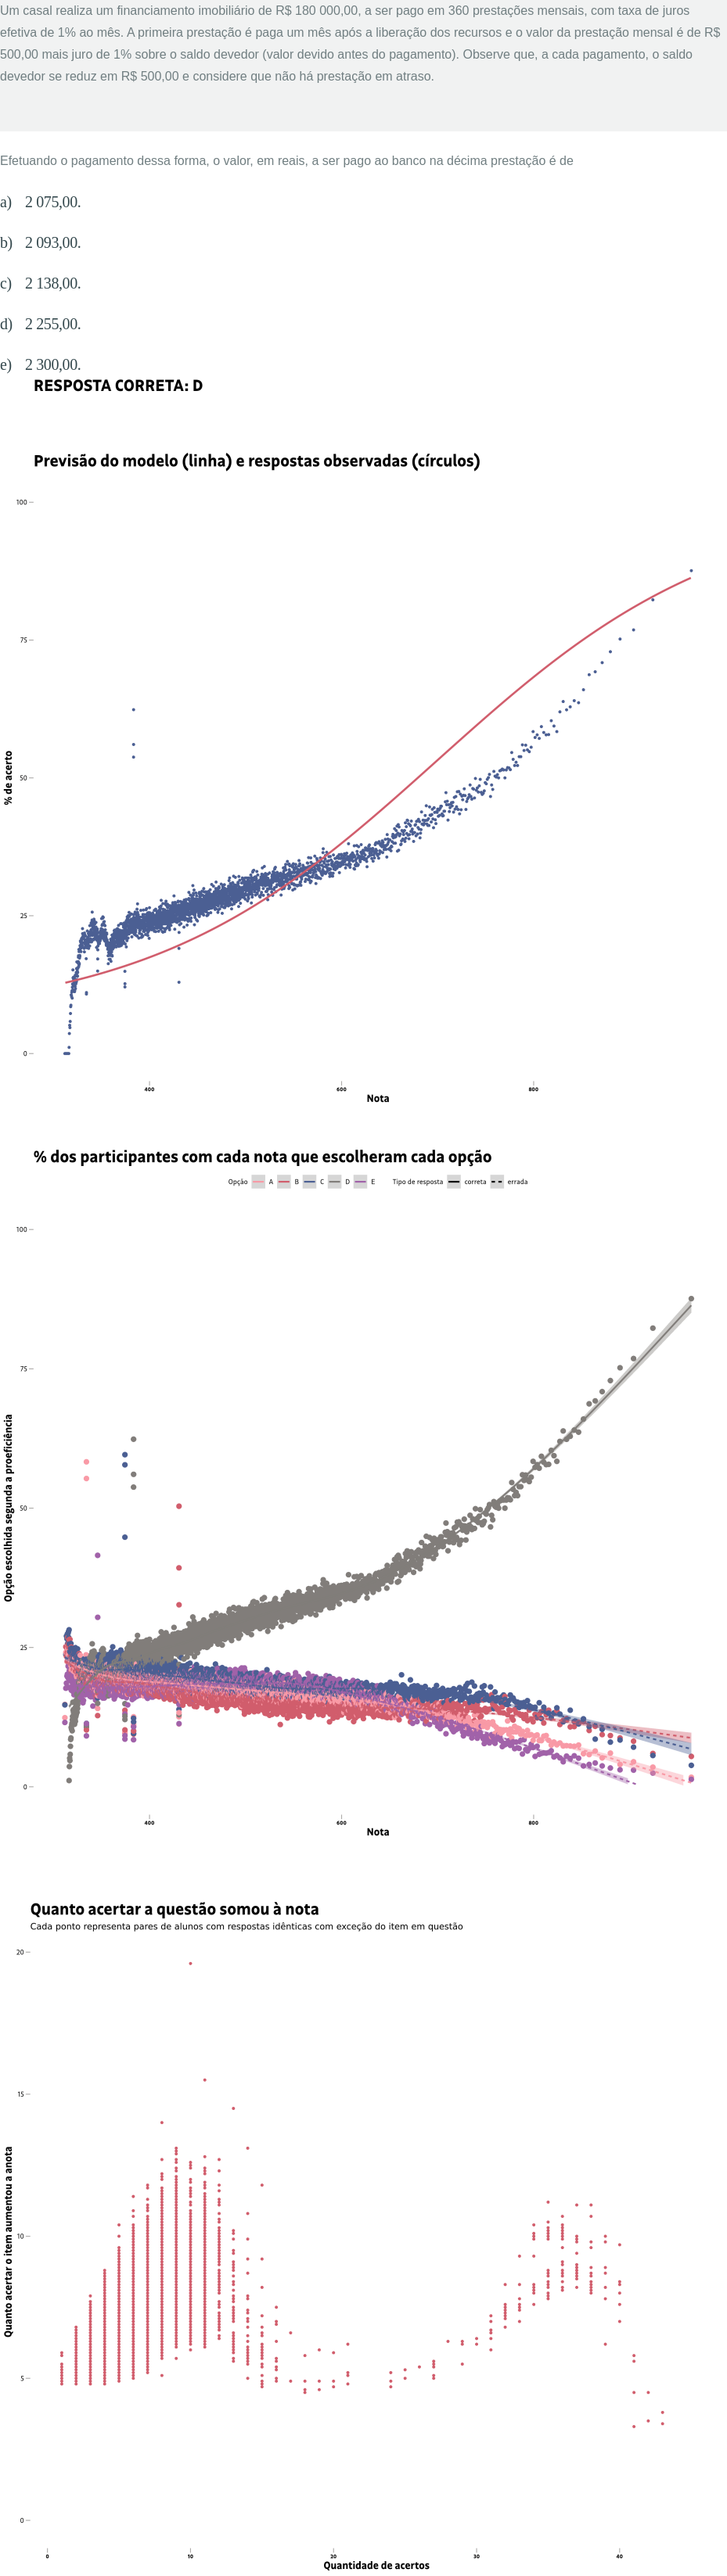 Um casal realiza um financiamento imobiliário de R$ 180 000,00, a ser pago em 360 prestações mensais, com taxa de juros
efetiva de 1% ao mês. A primeira prestação é paga um mês após a liberação dos recursos e o valor da prestação mensal é de R$
500,00 mais juro de 1% sobre o saldo devedor (valor devido antes do pagamento). Observe que, a cada pagamento, o saldo
devedor se reduz em R$ 500,00 e considere que não há prestação em atraso.
Efetuando o pagamento dessa forma, o valor, em reais, a ser pago ao banco na décima prestação é de
a) 2 075,00.
b) 2 093,00.
c) 2 138,00.
d) 2 255,00.
e) 2 300,00.
RESPOSTA CORRETA: D
Previsão do modelo (linha) e respostas observadas (círculos)
100
75
50
25
0
% de acerto
400 600 800
Nota
% dos participantes com cada nota que escolheram cada opção
Opção A B C D E Tipo de resposta correta errada
100
75
50
25
0
Opção escolhida segunda a proeficiência
400 600 800
Nota
Quanto acertar a questão somou à nota
Cada ponto representa pares de alunos com respostas idênticas com exceção do item em questão
20
15
10
5
0
Quanto acertar o item aumentou a anota
0 10 20 30 40
Quantidade de acertos